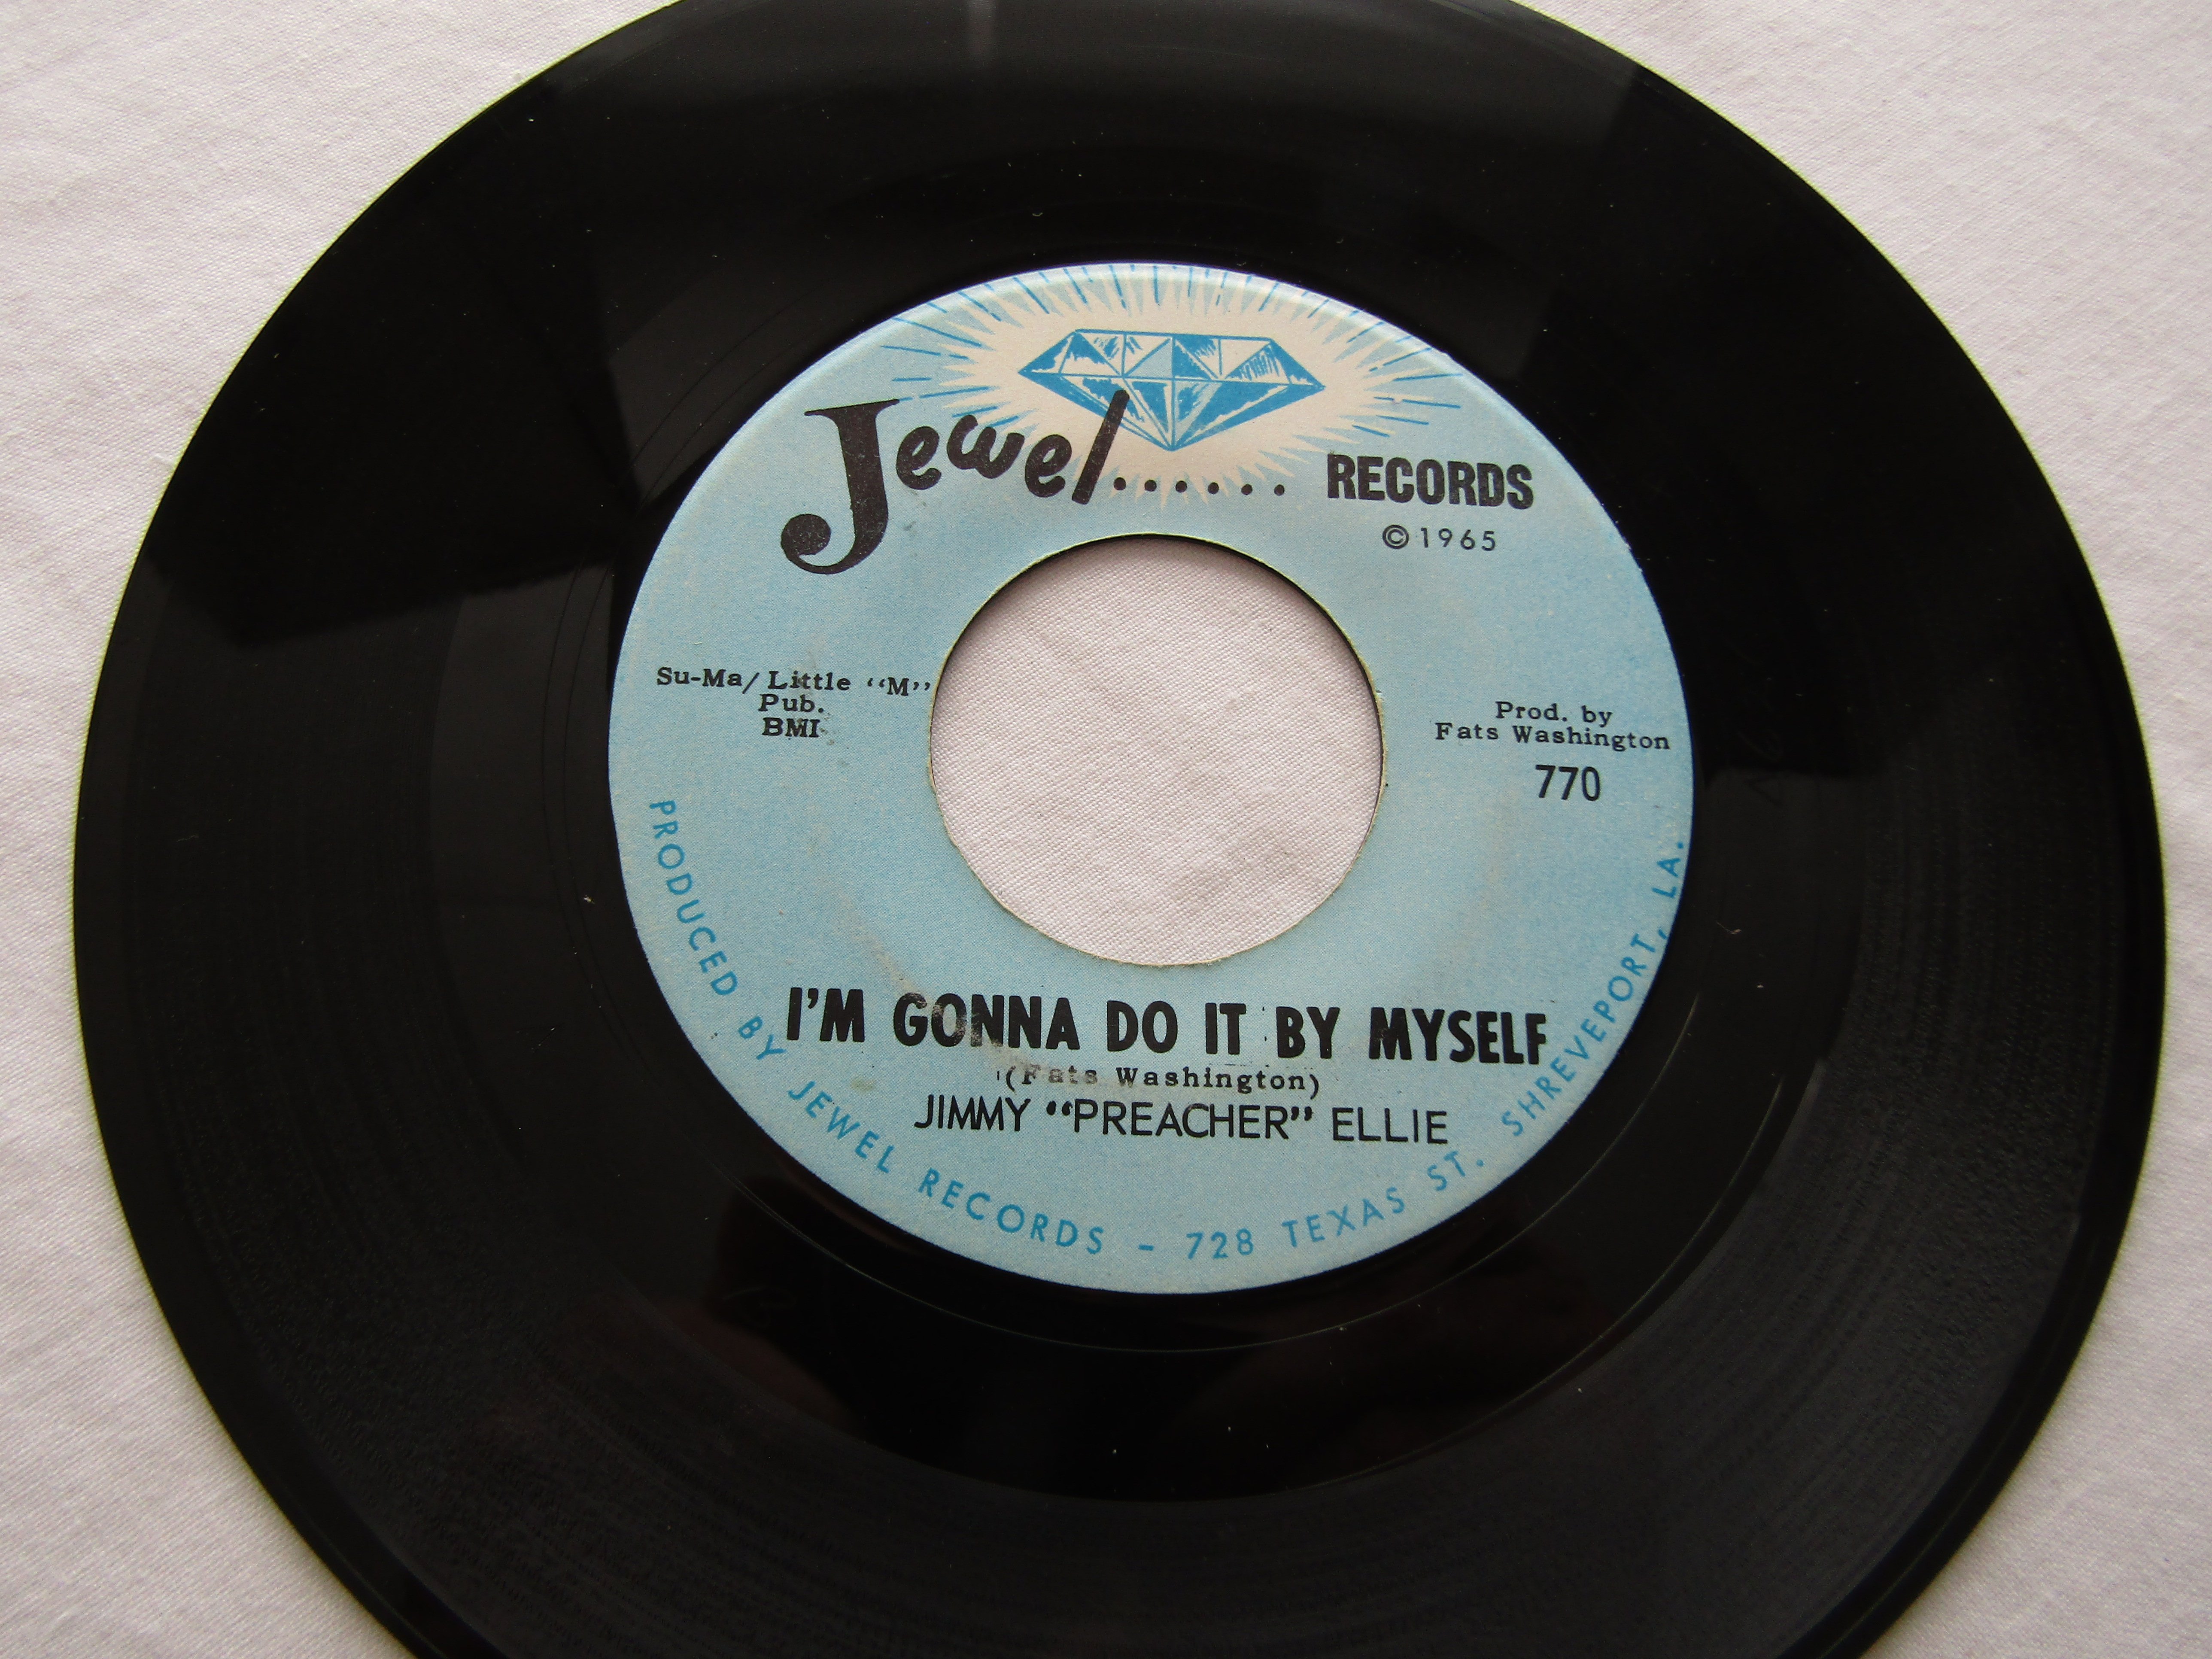 Jewel...... RECORDS
©1965
Su-Ma/Little "M"
Pub.
BMI
Prod. by
Fats Washington
770
I'M GONNA DO IT BY MYSELF
(Fats Washington)
JIMMY "PREACHER" ELLIE
PRODUCED BY JEWEL RECORDS - 728 TEXAS ST. SHREVEPORT, LA.